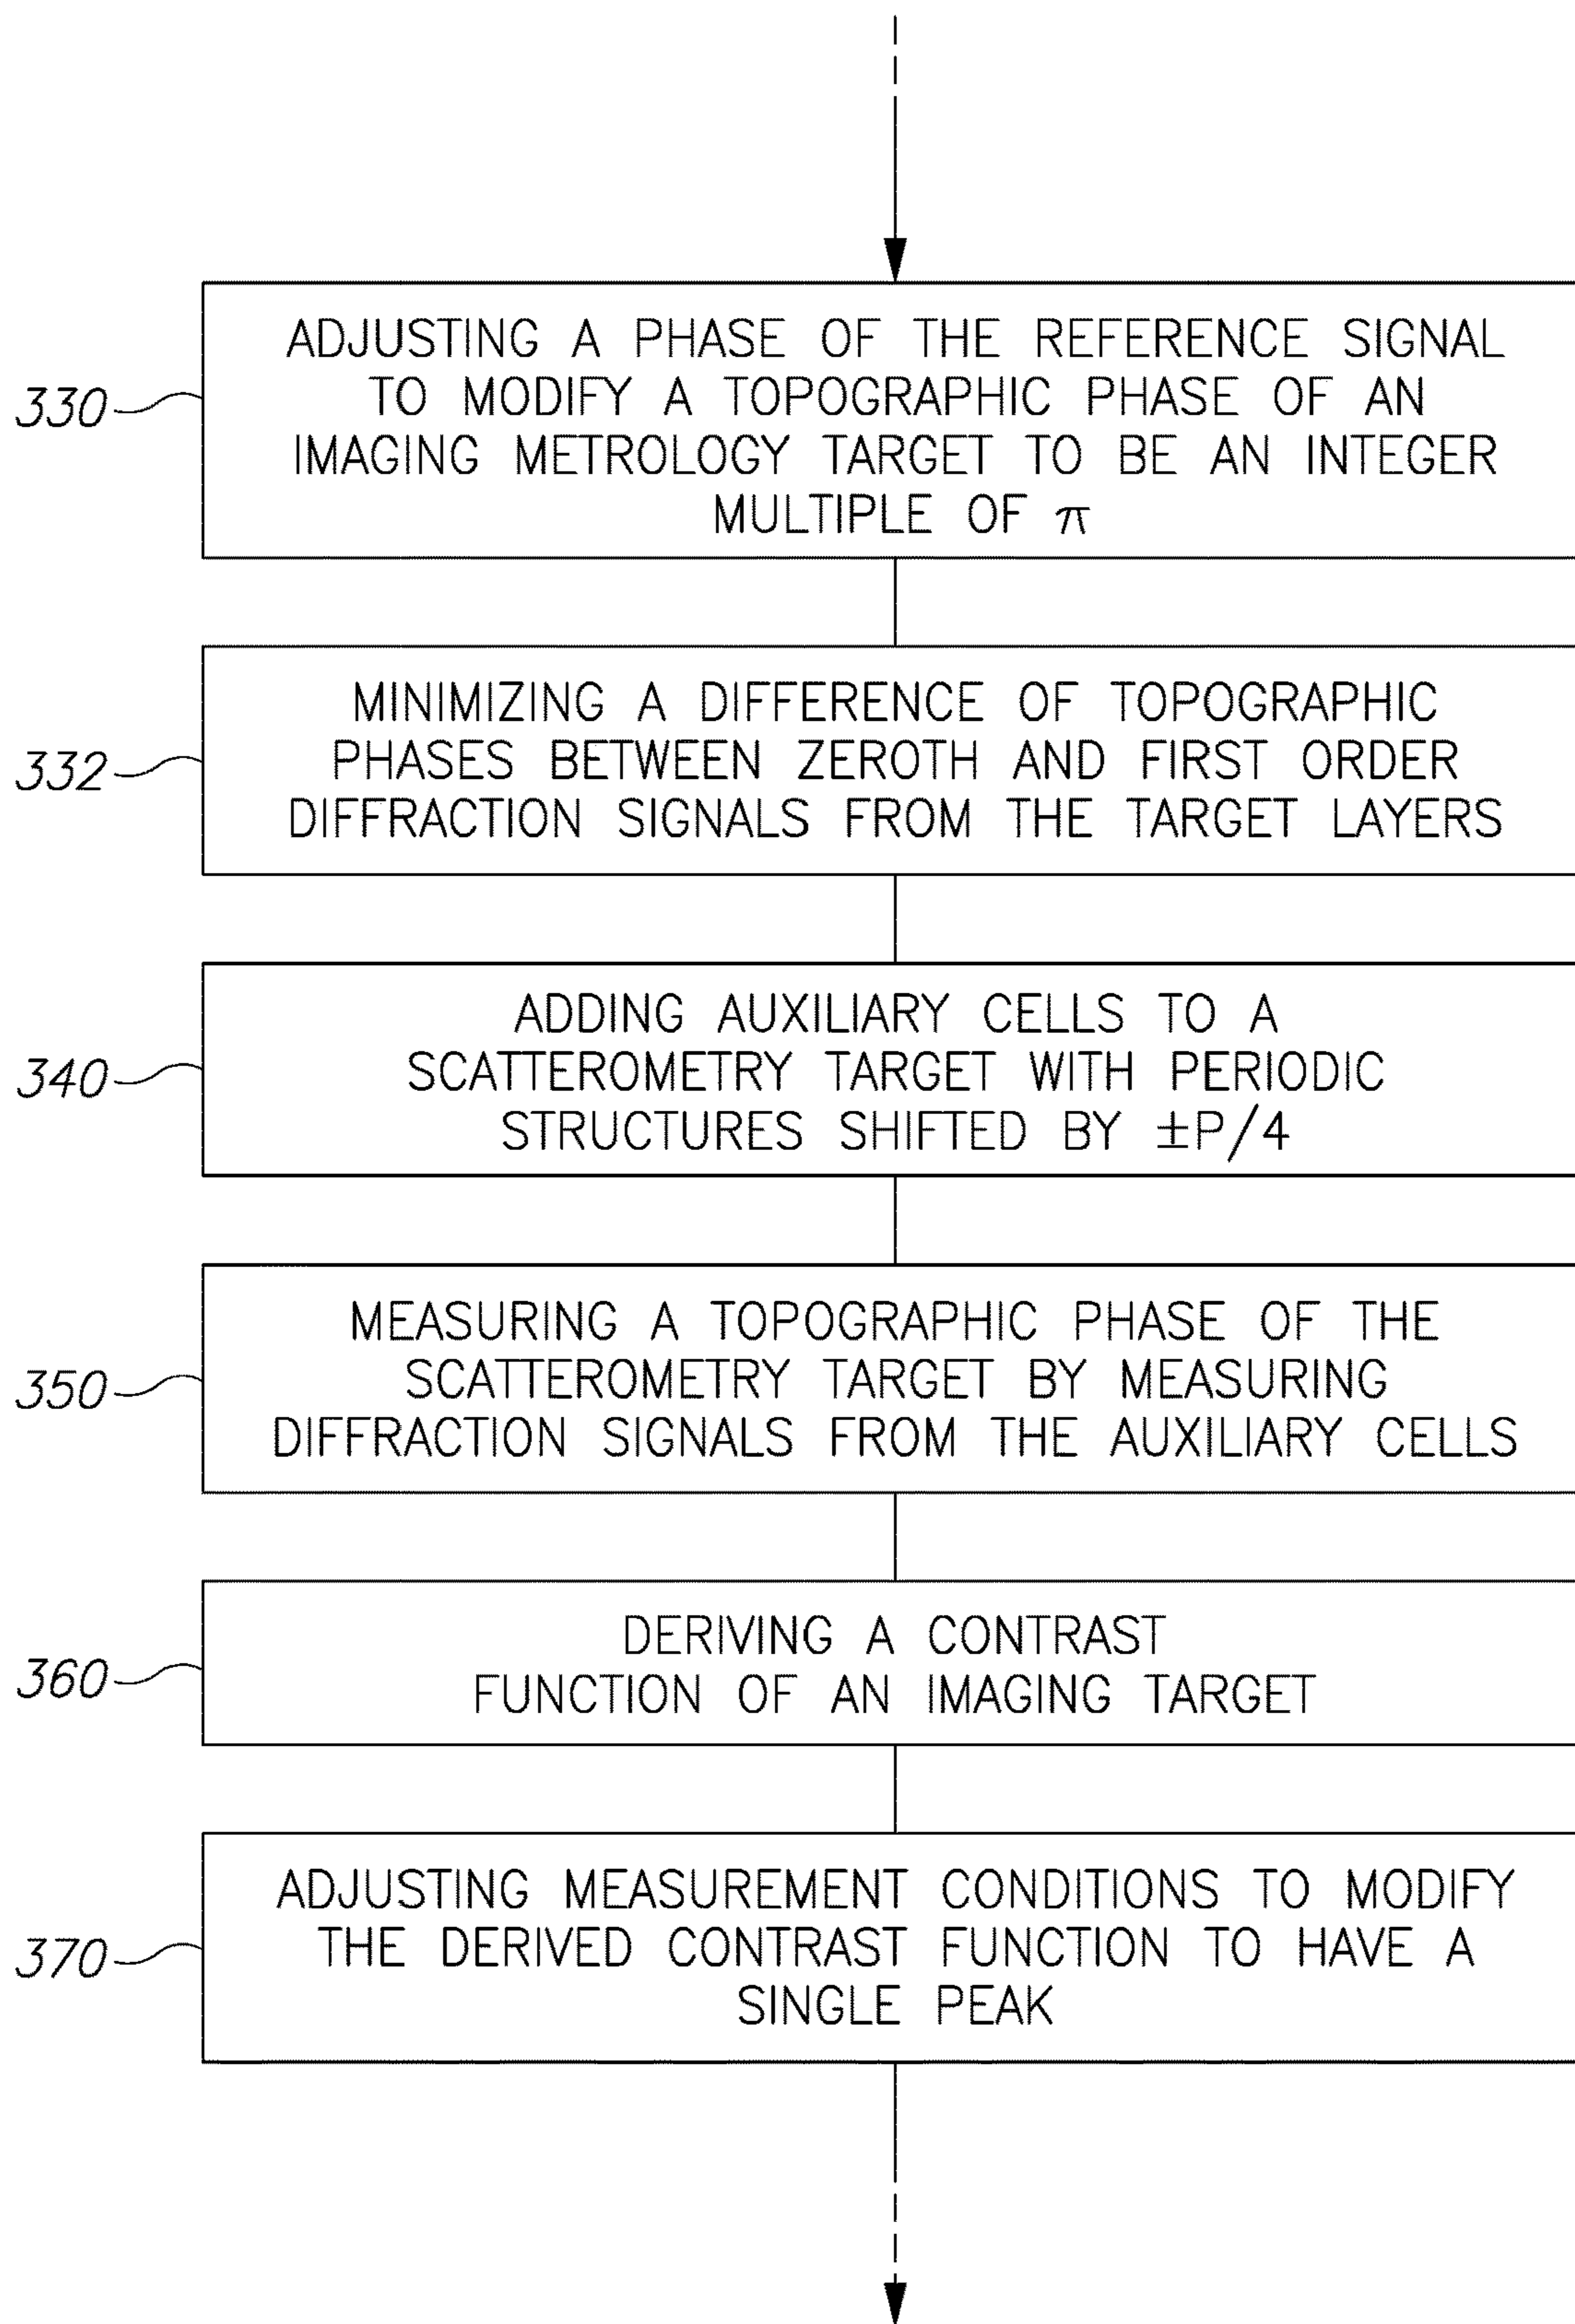 ADJUSTING A PHASE OF THE REFERENCE SIGNAL
TO MODIFY A TOPOGRAPHIC PHASE OF AN
IMAGING METROLOGY TARGET TO BE AN INTEGER
MULTIPLE OF π
330
MINIMIZING A DIFFERENCE OF TOPOGRAPHIC
PHASES BETWEEN ZEROTH AND FIRST ORDER
DIFFRACTION SIGNALS FROM THE TARGET LAYERS
332
ADDING AUXILIARY CELLS TO A
SCATTEROMETRY TARGET WITH PERIODIC
STRUCTURES SHIFTED BY ±P/4
340
MEASURING A TOPOGRAPHIC PHASE OF THE
SCATTEROMETRY TARGET BY MEASURING
DIFFRACTION SIGNALS FROM THE AUXILIARY CELLS
350
DERIVING A CONTRAST
FUNCTION OF AN IMAGING TARGET
360
ADJUSTING MEASUREMENT CONDITIONS TO MODIFY
THE DERIVED CONTRAST FUNCTION TO HAVE A
SINGLE PEAK
370